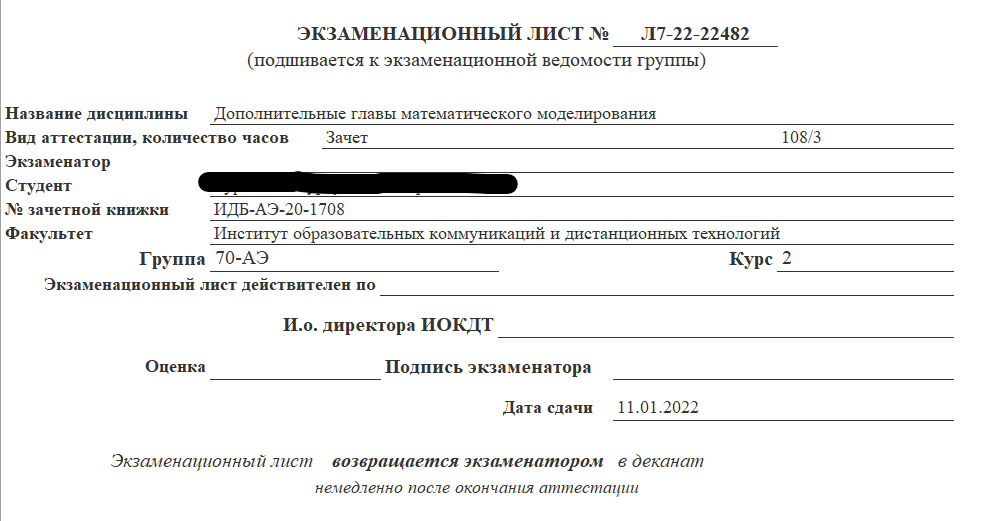 ЭКЗАМЕНАЦИОННЫЙ ЛИСТ № Л7-22-22482
(подшивается к экзаменационной ведомости группы)
Название дисциплины Дополнительные главы математического моделирования
Вид аттестации, количество часов Зачет 108/3
Экзаменатор
Студент
№ зачетной книжки ИДБ-АЭ-20-1708
Факультет Институт образовательных коммуникаций и дистанционных технологий
Группа 70-АЭ Курс 2
Экзаменационный лист действителен по
И.о. директора ИОКДТ
Оценка Подпись экзаменатора
Дата сдачи 11.01.2022
Экзаменационный лист возвращается экзаменатором в деканат
немедленно после окончания аттестации